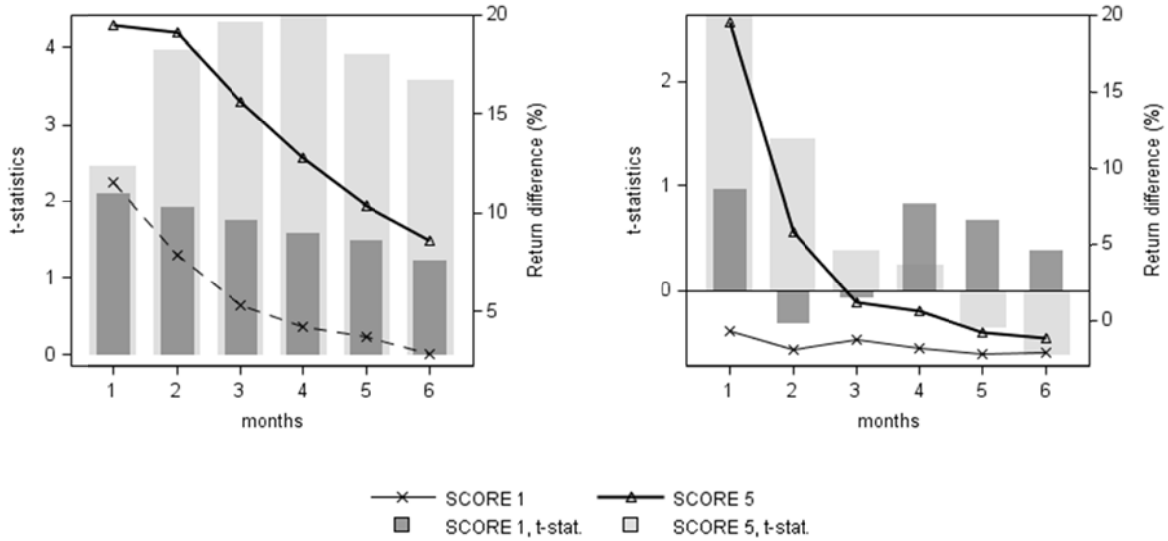 4
3
2
1
0
t-statistics
20
15
10
5
Return difference (%)
1 2 3 4 5 6
months
2
1
0
t-statistics
20
15
10
5
0
Return difference (%)
1 2 3 4 5 6
months
SCORE 1 SCORE 5
SCORE 1, t-stat. SCORE 5, t-stat.